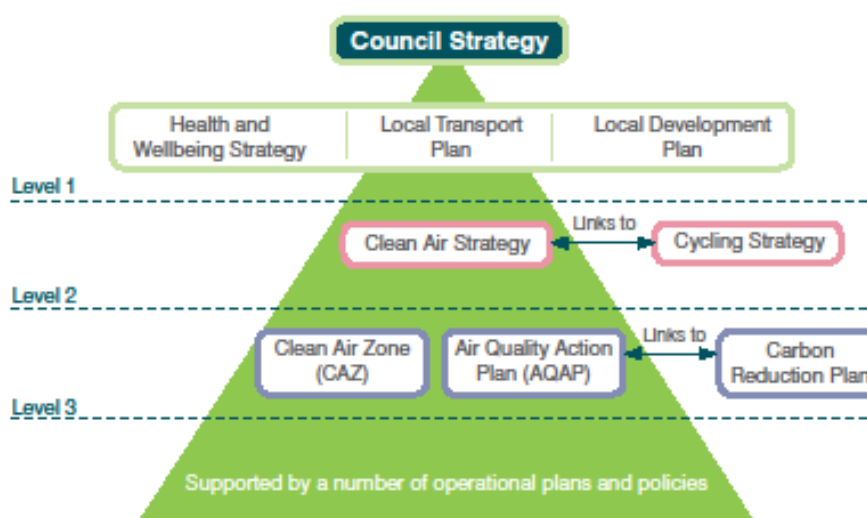 Council Strategy
Health and
Wellbeing Strategy
Local Transport
Plan
Local Development
Plan
Level 1
Links to
Clean Air Strategy
Cycling Strategy
Level 2
Links to
Clean Air Zone
(CAZ)
Air Quality Action
Plan (AQAP)
Carbon
Reduction Plan
Level 3
Supported by a number of operational plans and policies